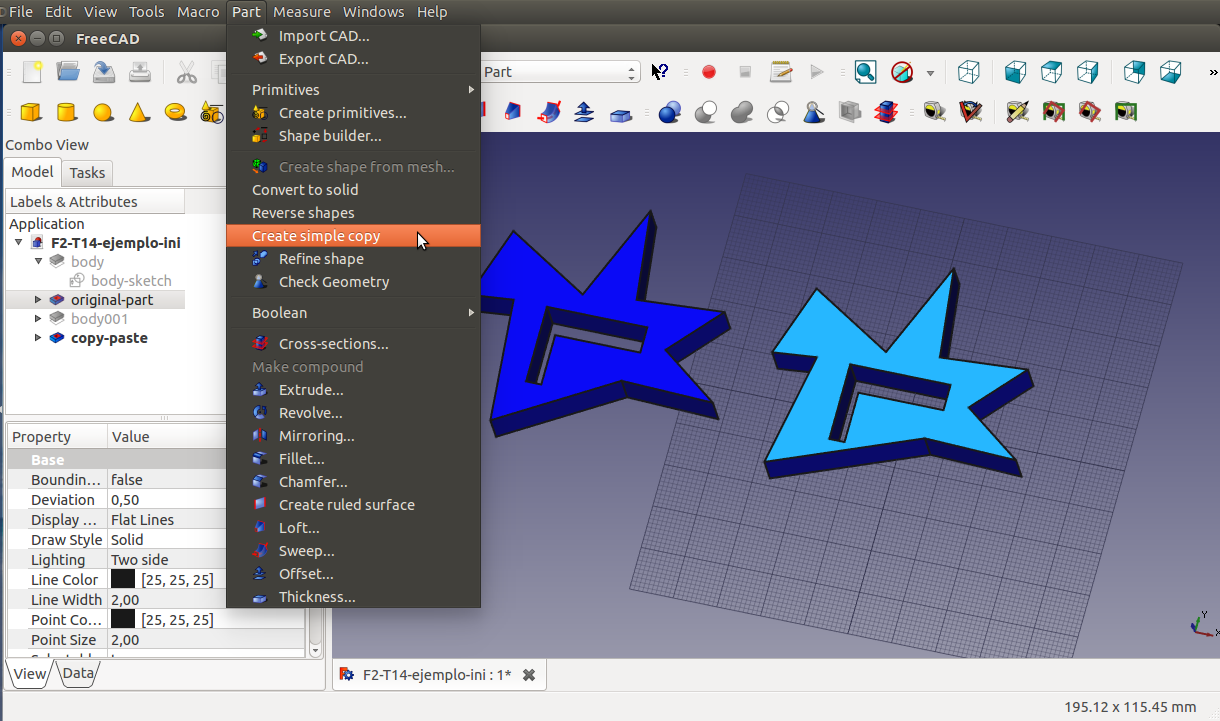 File Edit View Tools Macro Part Measure Windows Help
FreeCAD
Part
Combo View
Model Tasks
Labels & Attributes
Application
F2-T14-ejemplo-ini
body
body-sketch
original-part
body001
copy-paste
Property Value
Base
Boundin... false
Deviation 0,50
Display ... Flat Lines
Draw Style Solid
Lighting Two side
Line Color [25, 25, 25]
Line Width 2,00
Point Co... [25, 25, 25]
Point Size 2,00
View Data
Import CAD...
Export CAD...
Primitives
Create primitives...
Shape builder...
Create shape from mesh...
Convert to solid
Reverse shapes
Create simple copy
Refine shape
Check Geometry
Boolean
Cross-sections...
Make compound
Extrude...
Revolve...
Mirroring...
Fillet...
Chamfer...
Create ruled surface
Loft...
Sweep...
Offset...
Thickness...
Y
X
F2-T14-ejemplo-ini : 1*
195.12 x 115.45 mm